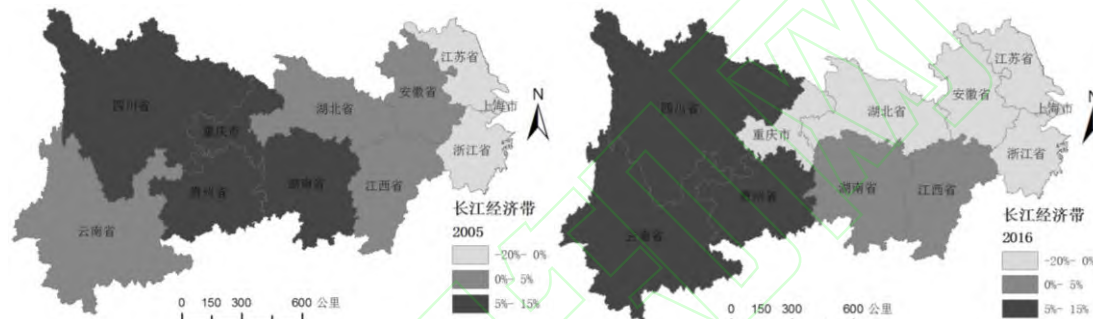 江苏省
安徽省
四川省
湖北省
上海市
N
重庆市
浙江省
贵州省
湖南省
江西省
云南省
长江经济带
2005
-20%- 0%
0%- 5%
5%- 15%
0 150 300 600 公里
江苏省
安徽省
四川省
湖北省
上海市
N
重庆市
浙江省
贵州省
湖南省
江西省
云南省
长江经济带
2016
-20%- 0%
0%- 5%
5%- 15%
0 150 300 600 公里